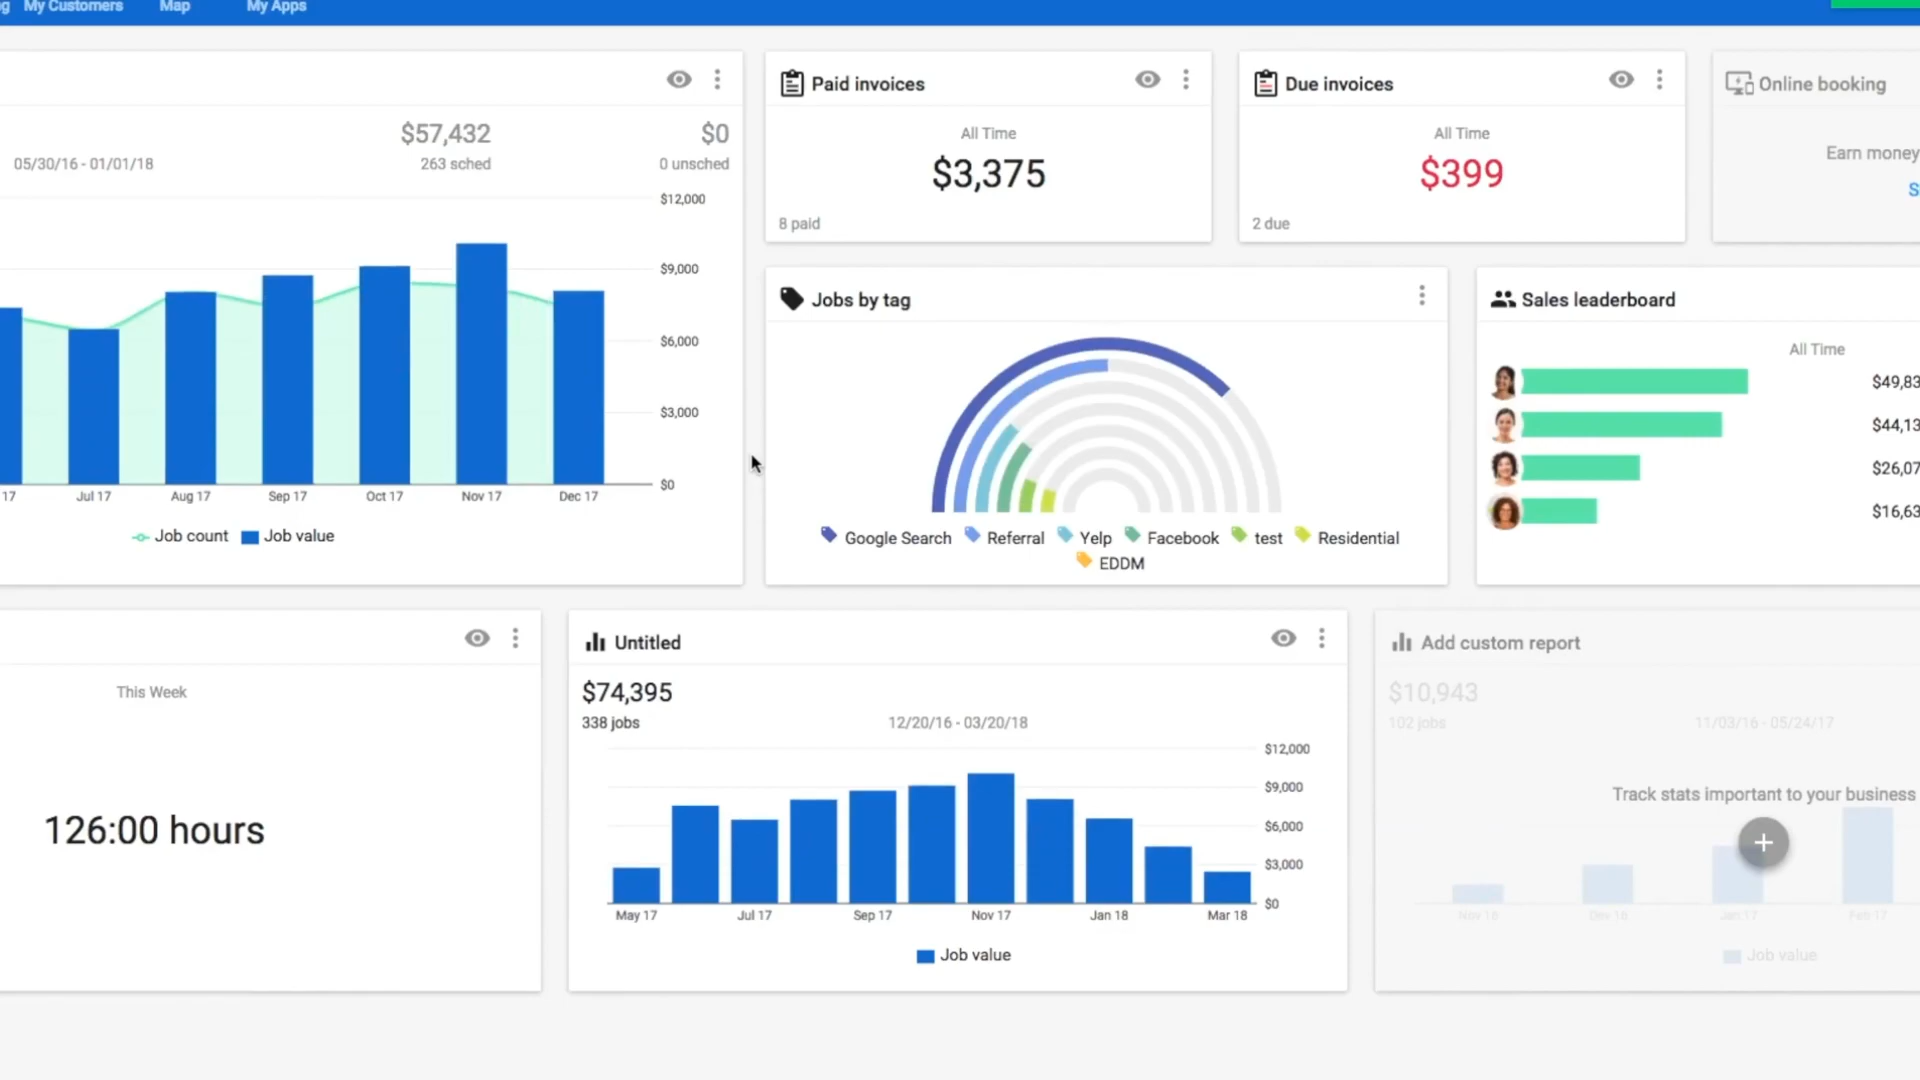 g My Customers Map My Apps
$57,432 $0
05/30/16 - 01/01/18 263 sched 0 unsched
$12,000
$9,000
$6,000
$3,000
$0
17 Jul 17 Aug 17 Sep 17 Oct 17 Nov 17 Dec 17
Job count Job value
Paid invoices
All Time
$3,375
8 paid
Due invoices
All Time
$399
2 due
Online booking
Earn money
S
Jobs by tag
Google Search Referral Yelp Facebook test Residential
EDDM
Sales leaderboard
All Time
$49,83
$44,13
$26,07
$16,63
This Week
126:00 hours
Untitled
$74,395
338 jobs 12/20/16 - 03/20/18
$12,000
$9,000
$6,000
$3,000
$0
May 17 Jul 17 Sep 17 Nov 17 Jan 18 Mar 18
Job value
Add custom report
$10,943
102 jobs 11/03/16 - 05/24/17
Track stats important to your business
Nov 16 Dec 16 Jan 17 Feb 17
Job value